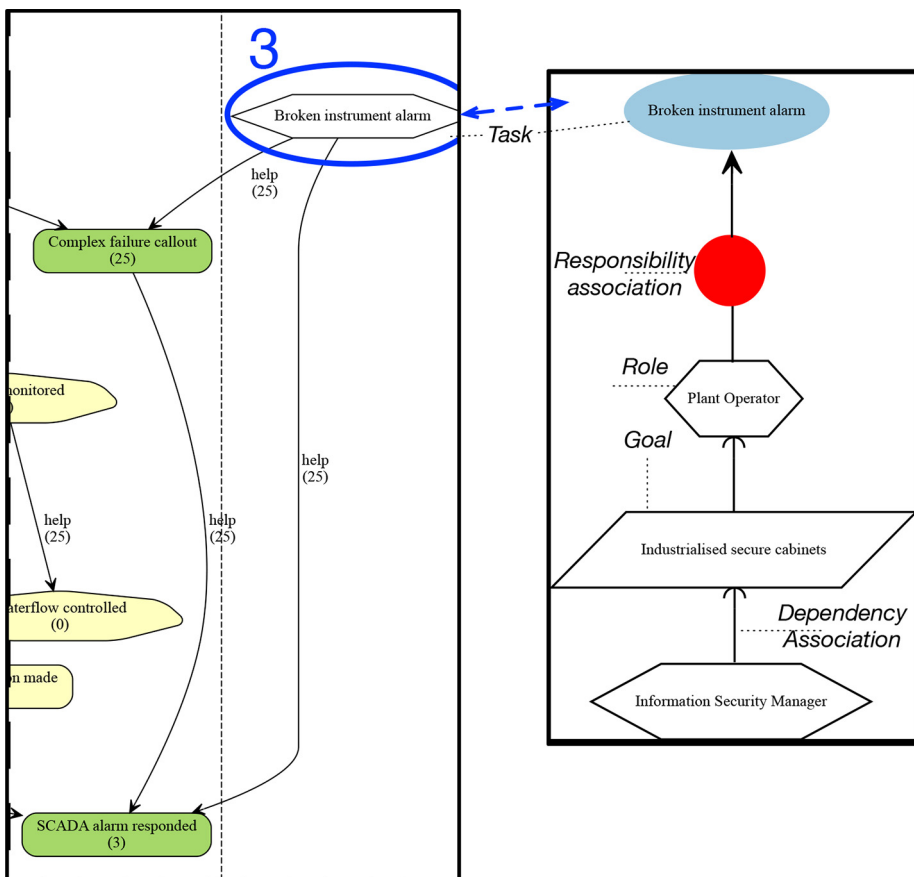 3
Broken instrument alarm
help
(25)
Complex failure callout
(25)
onitored
help
(25)
help
(25)
help
(25)
aterflow controlled
(0)
on made
SCADA alarm responded
(3)
Task
Broken instrument alarm
Responsibility
association
Role
Plant Operator
Goal
Industrialised secure cabinets
Dependency
Association
Information Security Manager